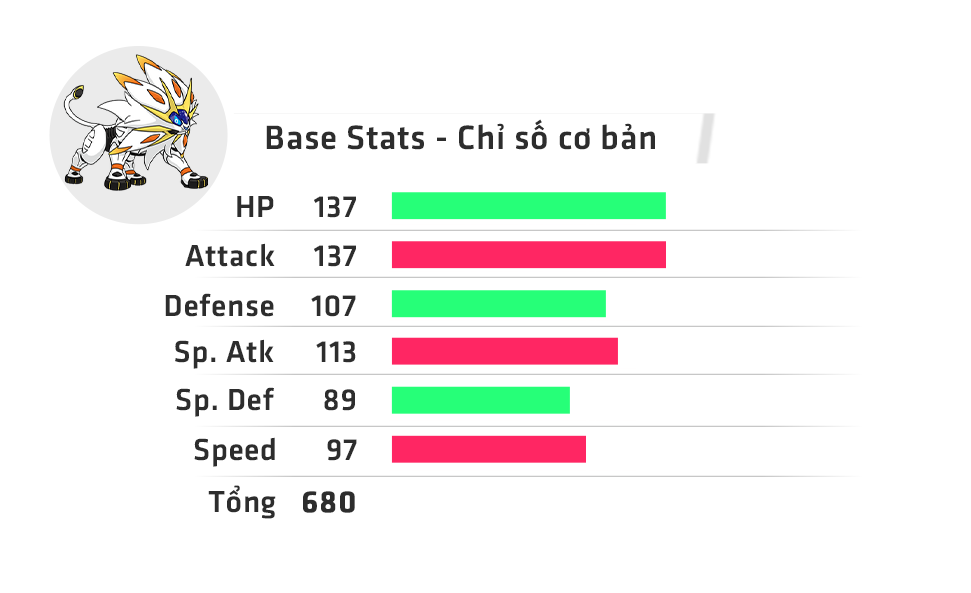 Base Stats - Chỉ số cơ bản
HP 137
Attack 137
Defense 107
Sp. Atk 113
Sp. Def 89
Speed 97
Tổng 680